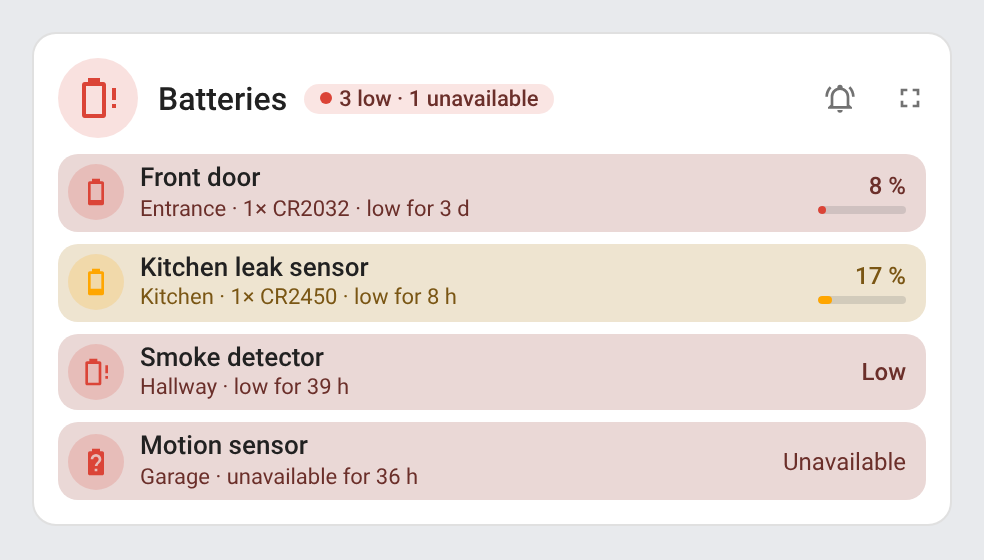 Batteries
3 low · 1 unavailable
Front door
Entrance · 1× CR2032 · low for 3 d
8 %
Kitchen leak sensor
Kitchen · 1× CR2450 · low for 8 h
17 %
Smoke detector
Hallway · low for 39 h
Low
Motion sensor
Garage · unavailable for 36 h
Unavailable